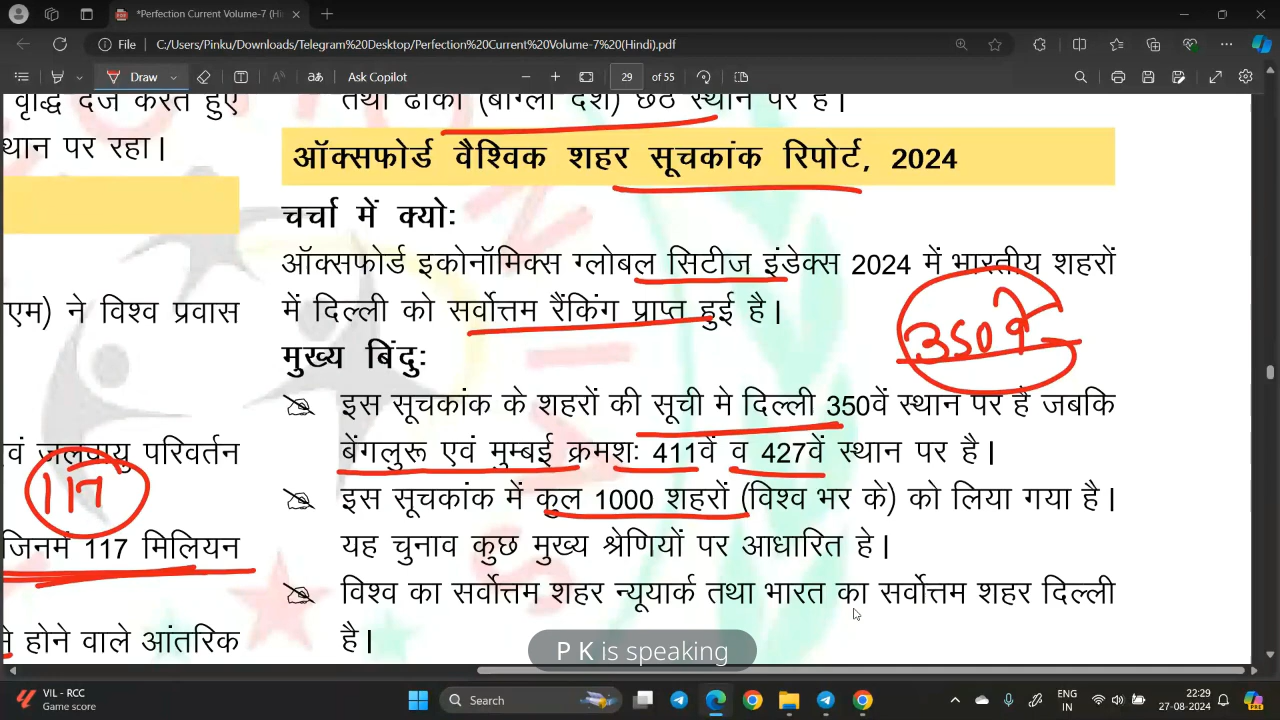 *Perfection Current Volume-7 (Hi
File C:/Users/Pinku/Downloads/Telegram%20Desktop/Perfection%20Current%20Volume-7%20(Hindi).pdf
Draw Ask Copilot 29 of 55
वृद्धि दर्ज करते हुए
स्थान पर रहा।
एम) ने विश्व प्रवास
एवं जलवायु परिवर्तन
117
जिनमें 117 मिलियन
से होने वाले आंतरिक
तथा ढाका (बांग्ला देश) छठे स्थान पर है।
ऑक्सफोर्ड वैश्विक शहर सूचकांक रिपोर्ट, 2024
चर्चा में क्यो:
ऑक्सफोर्ड इकोनॉमिक्स ग्लोबल सिटीज इंडेक्स 2024 में भारतीय शहरों
में दिल्ली को सर्वोत्तम रैंकिंग प्राप्त हुई है।
350वें
मुख्य बिंदु:
इस सूचकांक के शहरों की सूची मे दिल्ली 350वें स्थान पर हैं जबकि
बेंगलुरू एवं मुम्बई क्रमश: 411वें व 427वें स्थान पर है।
इस सूचकांक में कुल 1000 शहरों (विश्व भर के) को लिया गया है।
यह चुनाव कुछ मुख्य श्रेणियों पर आधारित हे।
विश्व का सर्वोत्तम शहर न्यूयार्क तथा भारत का सर्वोत्तम शहर दिल्ली
है।
P K is speaking
VIL - RCC
Game score
Search
ENG
IN
22:29
27-08-2024